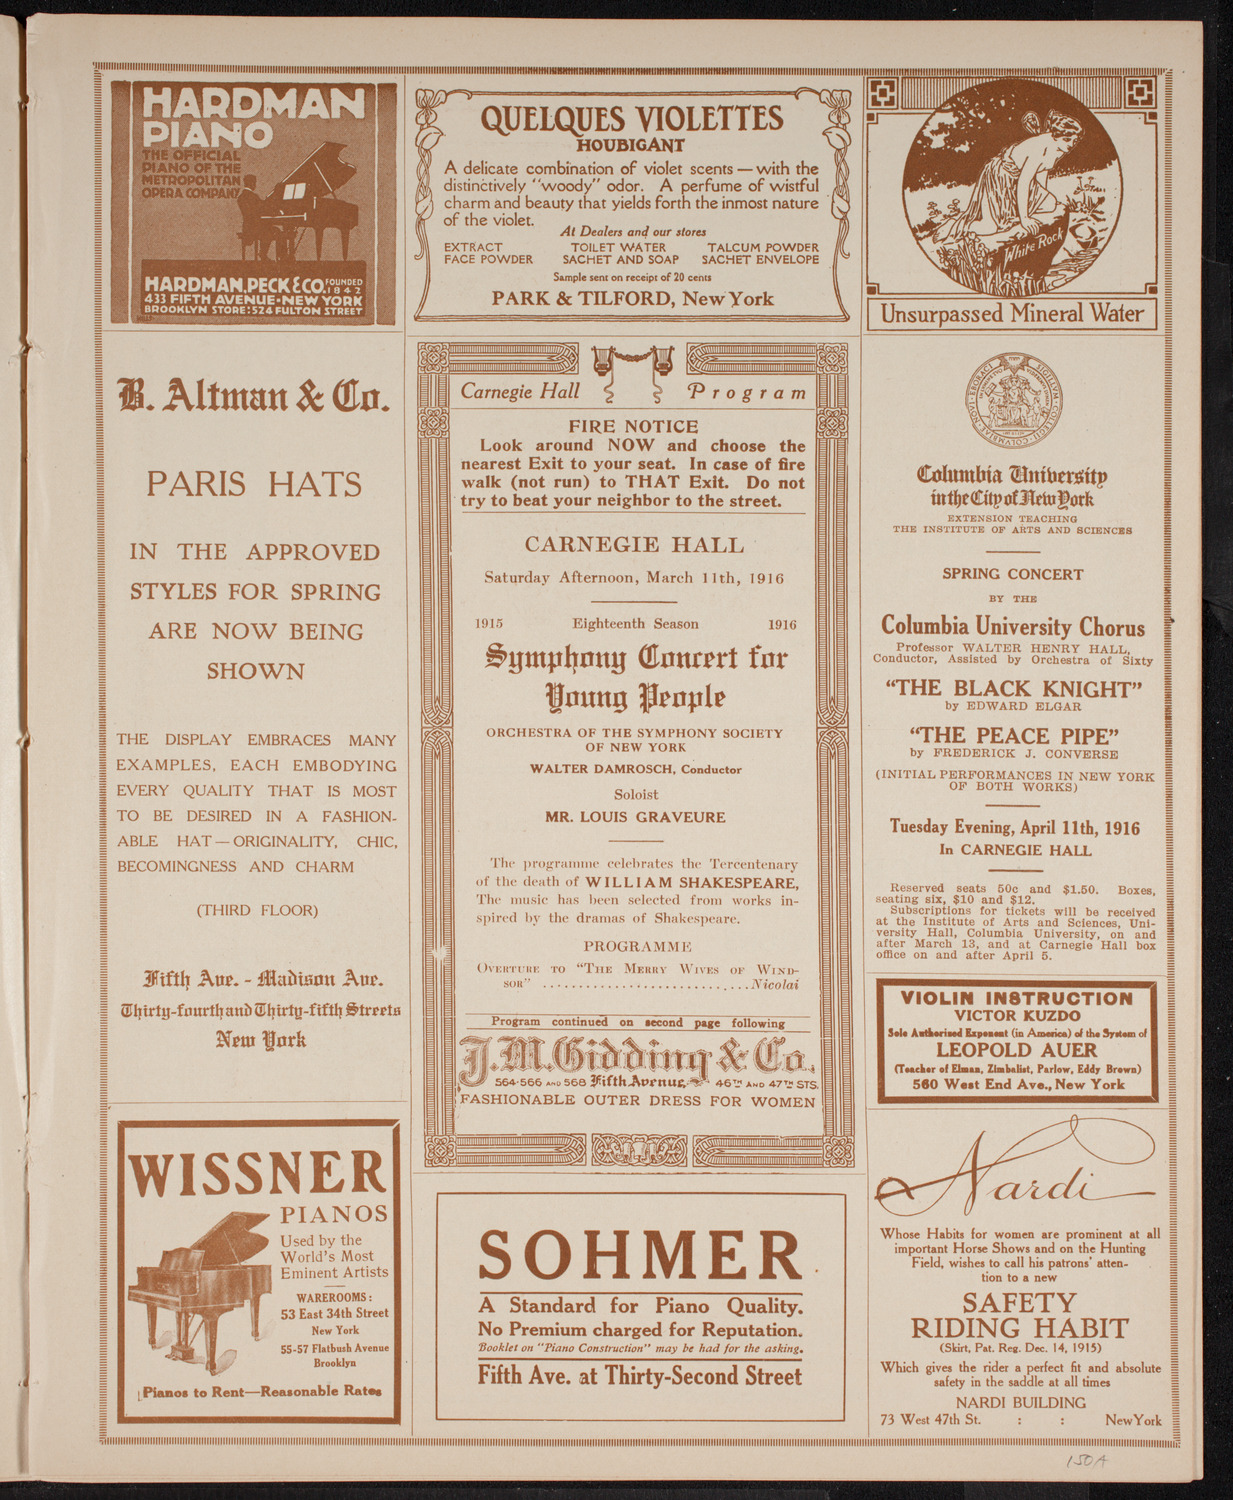 HARDMAN
PIANO
THE OFFICIAL
PIANO OF THE
METROPOLITAN
OPERA COMPANY
HARDMAN, PECK & CO. FOUNDED
1842
433 FIFTH AVENUE·NEW YORK
BROOKLYN STORE:524 FULTON STREET
QUELQUES VIOLETTES
HOUBIGANT
A delicate combination of violet scents — with the
distinctively "woody" odor. A perfume of wistful
charm and beauty that yields forth the inmost nature
of the violet.
At Dealers and our stores
EXTRACT TOILET WATER TALCUM POWDER
FACE POWDER SACHET AND SOAP SACHET ENVELOPE
Sample sent on receipt of 20 cents
PARK & TILFORD, New York
White Rock
Unsurpassed Mineral Water
B. Altman & Co.
PARIS HATS
IN THE APPROVED
STYLES FOR SPRING
ARE NOW BEING
SHOWN
THE DISPLAY EMBRACES MANY
EXAMPLES, EACH EMBODYING
EVERY QUALITY THAT IS MOST
TO BE DESIRED IN A FASHION-
ABLE HAT — ORIGINALITY, CHIC,
BECOMINGNESS AND CHARM
(THIRD FLOOR)
Fifth Ave. - Madison Ave.
Thirty-fourth and Thirty-fifth Streets
New York
WISSNER
PIANOS
Used by the
World's Most
Eminent Artists
WAREROOMS:
53 East 34th Street
New York
55-57 Flatbush Avenue
Brooklyn
Pianos to Rent—Reasonable Rates
Carnegie Hall Program
FIRE NOTICE
Look around NOW and choose the
nearest Exit to your seat. In case of fire
walk (not run) to THAT Exit. Do not
try to beat your neighbor to the street.
CARNEGIE HALL
Saturday Afternoon, March 11th, 1916
1915 Eighteenth Season 1916
Symphony Concert for
Young People
ORCHESTRA OF THE SYMPHONY SOCIETY
OF NEW YORK
WALTER DAMROSCH, Conductor
Soloist
MR. LOUIS GRAVEURE
The programme celebrates the Tercentenary
of the death of WILLIAM SHAKESPEARE,
The music has been selected from works in-
spired by the dramas of Shakespeare.
PROGRAMME
OVERTURE TO "THE MERRY WIVES OF WIND-
SOR" ..........................Nicolai
Program continued on second page following
J.M. Gidding & Co.
564-566 AND 568 Fifth Avenue 46TH AND 47TH STS.
FASHIONABLE OUTER DRESS FOR WOMEN
SOHMER
A Standard for Piano Quality.
No Premium charged for Reputation.
Booklet on "Piano Construction" may be had for the asking.
Fifth Ave. at Thirty-Second Street
Columbia University
in the City of New York
EXTENSION TEACHING
THE INSTITUTE OF ARTS AND SCIENCES
SPRING CONCERT
BY THE
Columbia University Chorus
Professor WALTER HENRY HALL,
Conductor, Assisted by Orchestra of Sixty
"THE BLACK KNIGHT"
by EDWARD ELGAR
"THE PEACE PIPE"
by FREDERICK J. CONVERSE
(INITIAL PERFORMANCES IN NEW YORK
OF BOTH WORKS)
Tuesday Evening, April 11th, 1916
In CARNEGIE HALL
Reserved seats 50c and $1.50. Boxes,
seating six, $10 and $12.
Subscriptions for tickets will be received
at the Institute of Arts and Sciences, Uni-
versity Hall, Columbia University, on and
after March 13, and at Carnegie Hall box
office on and after April 5.
VIOLIN INSTRUCTION
VICTOR KUZDO
Sole Authorized Exponent (in America) of the System of
LEOPOLD AUER
(Teacher of Elman, Zimbalist, Parlow, Eddy Brown)
560 West End Ave., New York
Nardi
Whose Habits for women are prominent at all
important Horse Shows and on the Hunting
Field, wishes to call his patrons' atten-
tion to a new
SAFETY
RIDING HABIT
(Skirt, Pat. Reg. Dec. 14, 1915)
Which gives the rider a perfect fit and absolute
safety in the saddle at all times
NARDI BUILDING
73 West 47th St. : : New York
150A